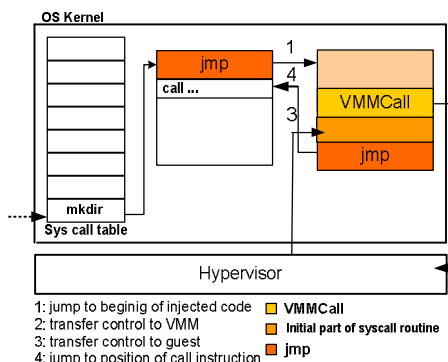 OS Kernel
jmp
1
call ...
4
VMMCall
3
jmp
mkdir
Sys call table
Hypervisor
1: jump to beginig of injected code
2: transfer control to VMM
3: transfer control to guest
4: jump to position of call instruction
VMMCall
Initial part of syscall routine
jmp